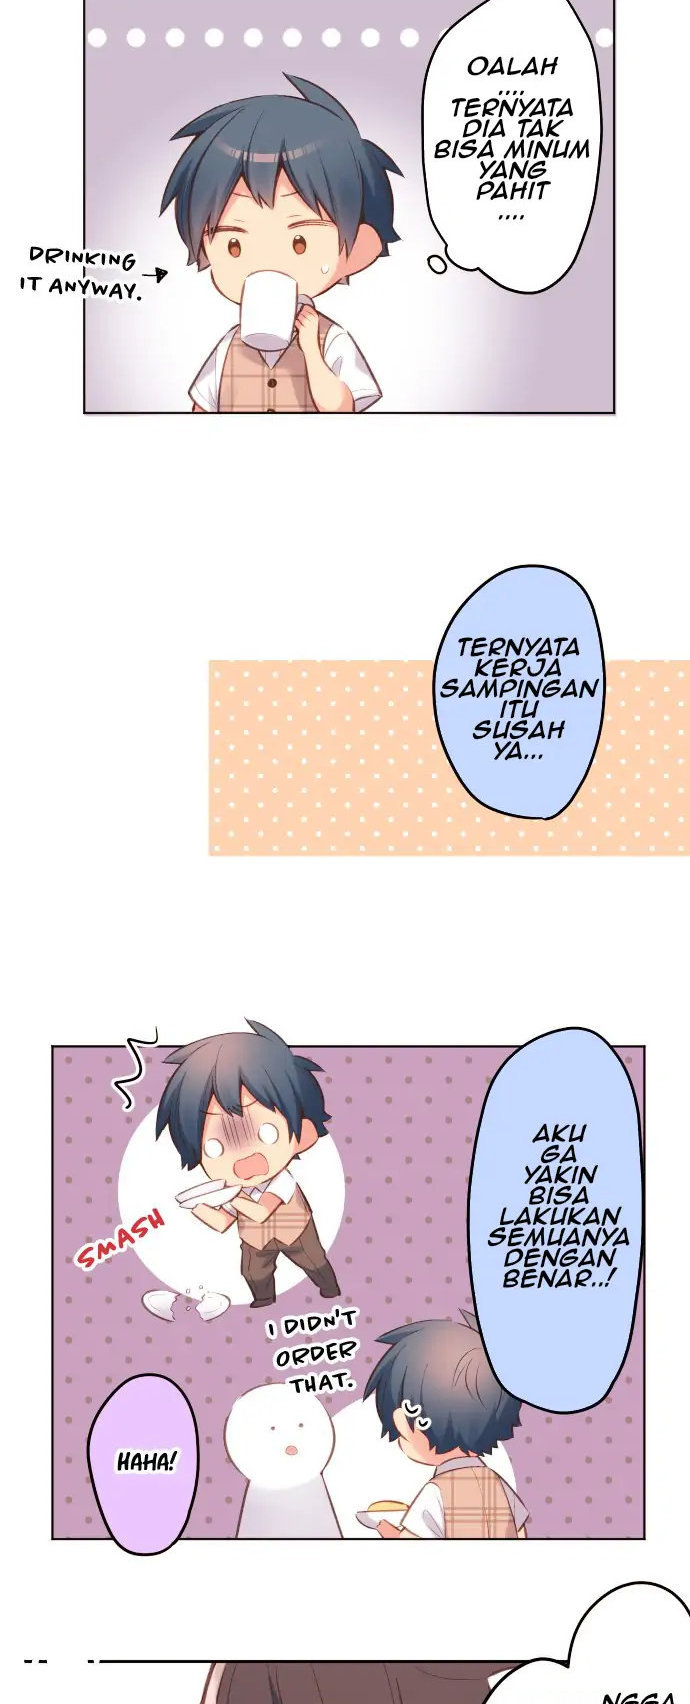 OALAH
....
TERNYATA
DIA TAK
BISA MINUM
YANG
PAHIT
....
DRINKING
IT ANYWAY.
TERNYATA
KERJA
SAMPINGAN
ITU
SUSAH
YA...
AKU
GA
YAKIN
BISA
LAKUKAN
SEMUANYA
DENGAN
BENAR..!
SMASH
I DIDN'T
ORDER
THAT.
HAHA!